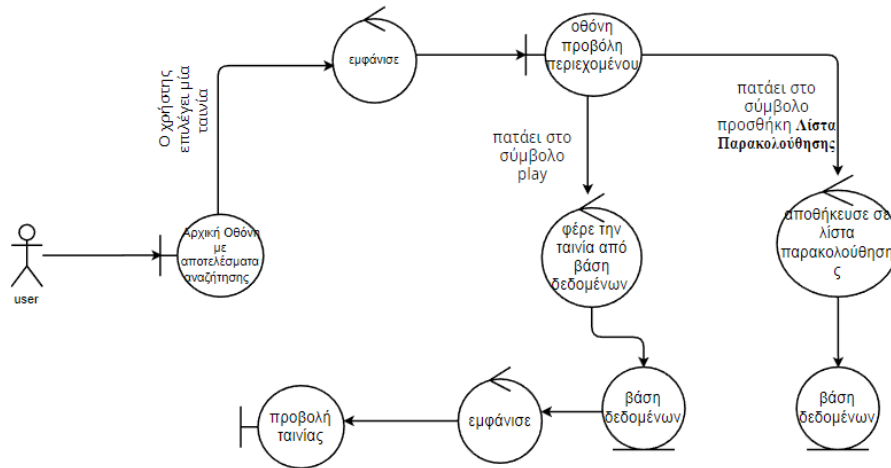 οθόνη
προβόλη
περιεχομένου
εμφάνισε
Ο χρήστης
επιλέγει μία
ταινία
πατάει στο
σύμβολο
play
πατάει στο
σύμβολο
προσθήκη Λίστα
Παρακολούθησης
Αρχική Οθόνη
με
αποτελέσματα
αναζήτησης
user
φέρε την
ταινία από
βάση
δεδομένων
αποθήκευσε σε
λίστα
παρακολούθηση
ς
προβολή
ταινίας
εμφάνισε
βάση
δεδομένων
βάση
δεδομένων